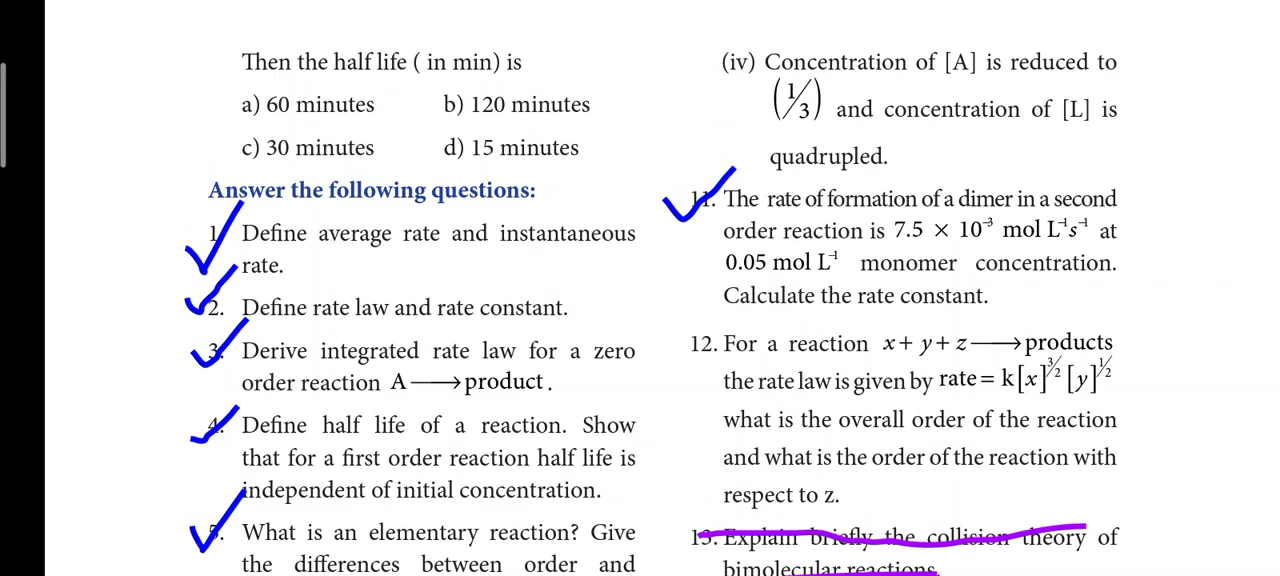 Then the half life ( in min) is
a) 60 minutes b) 120 minutes
c) 30 minutes d) 15 minutes
Answer the following questions:
1. Define average rate and instantaneous
rate.
2. Define rate law and rate constant.
3. Derive integrated rate law for a zero
order reaction A ⟶ product .
4. Define half life of a reaction. Show
that for a first order reaction half life is
independent of initial concentration.
5. What is an elementary reaction? Give
the differences between order and
(iv) Concentration of [A] is reduced to
(1/3) and concentration of [L] is
quadrupled.
11. The rate of formation of a dimer in a second
order reaction is 7.5 × 10⁻³ mol L⁻¹s⁻¹ at
0.05 mol L⁻¹ monomer concentration.
Calculate the rate constant.
12. For a reaction x + y + z ⟶ products
the rate law is given by rate = k[x]^3/2 [y]^1/2
what is the overall order of the reaction
and what is the order of the reaction with
respect to z.
13. Explain briefly the collision theory of
bimolecular reactions.